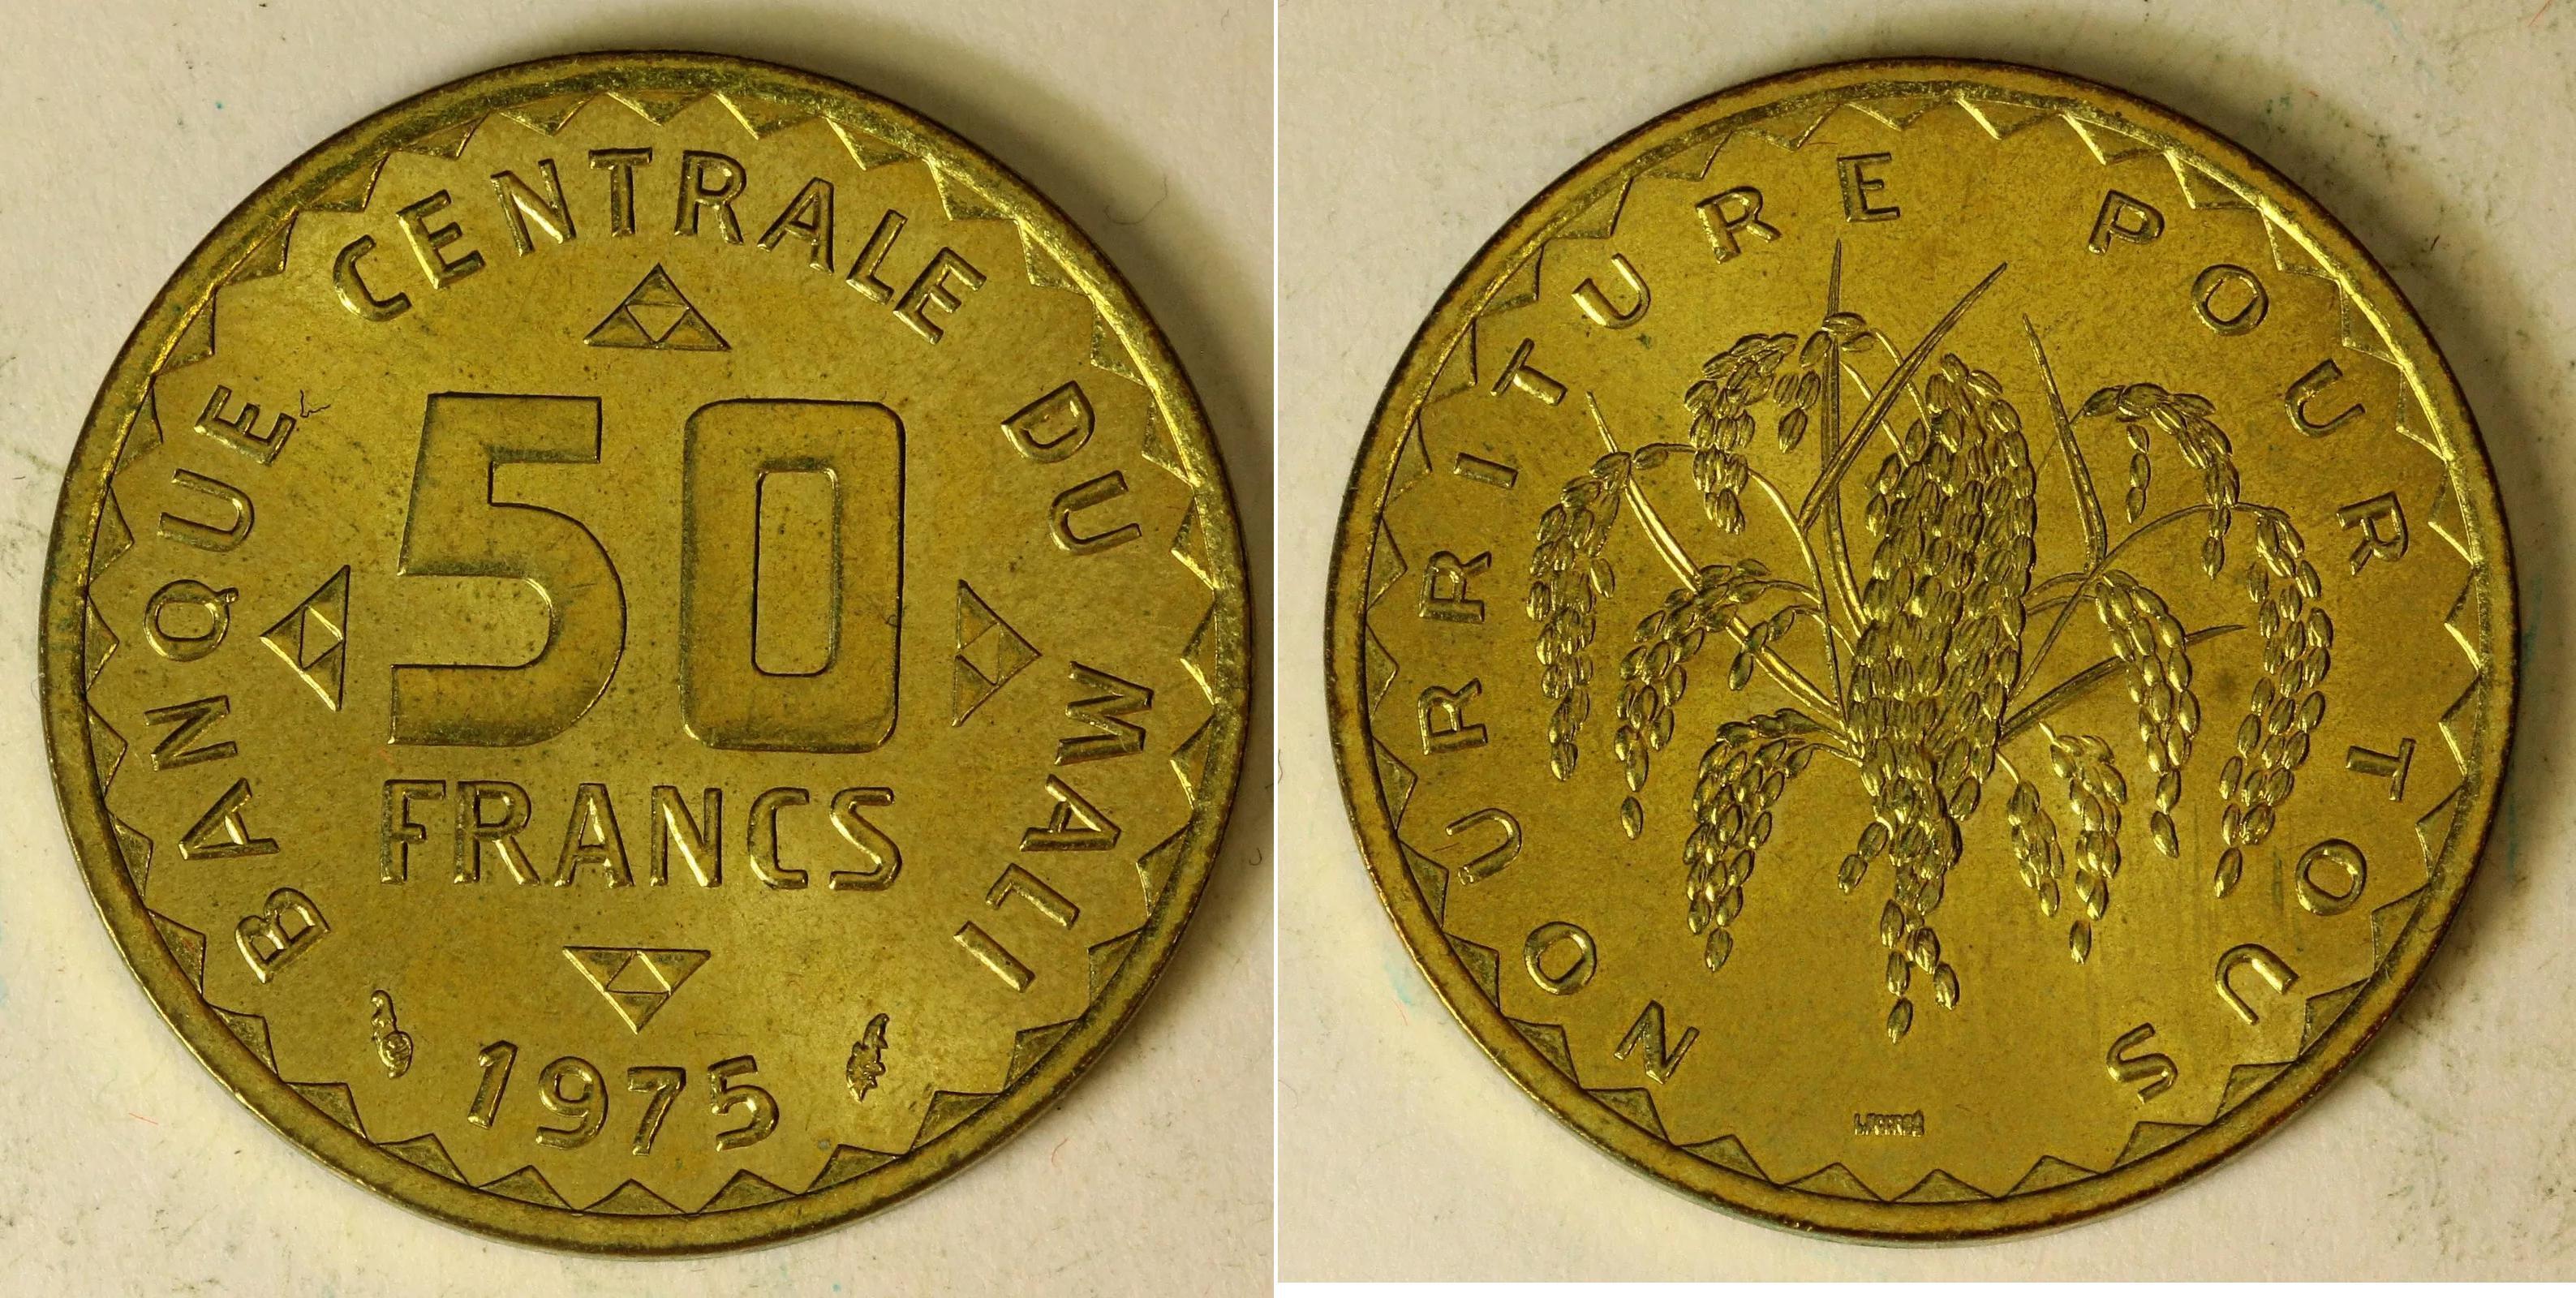 BANQUE CENTRALE DU MALI
50
FRANCS
1975
NOURRITURE POUR TOUS